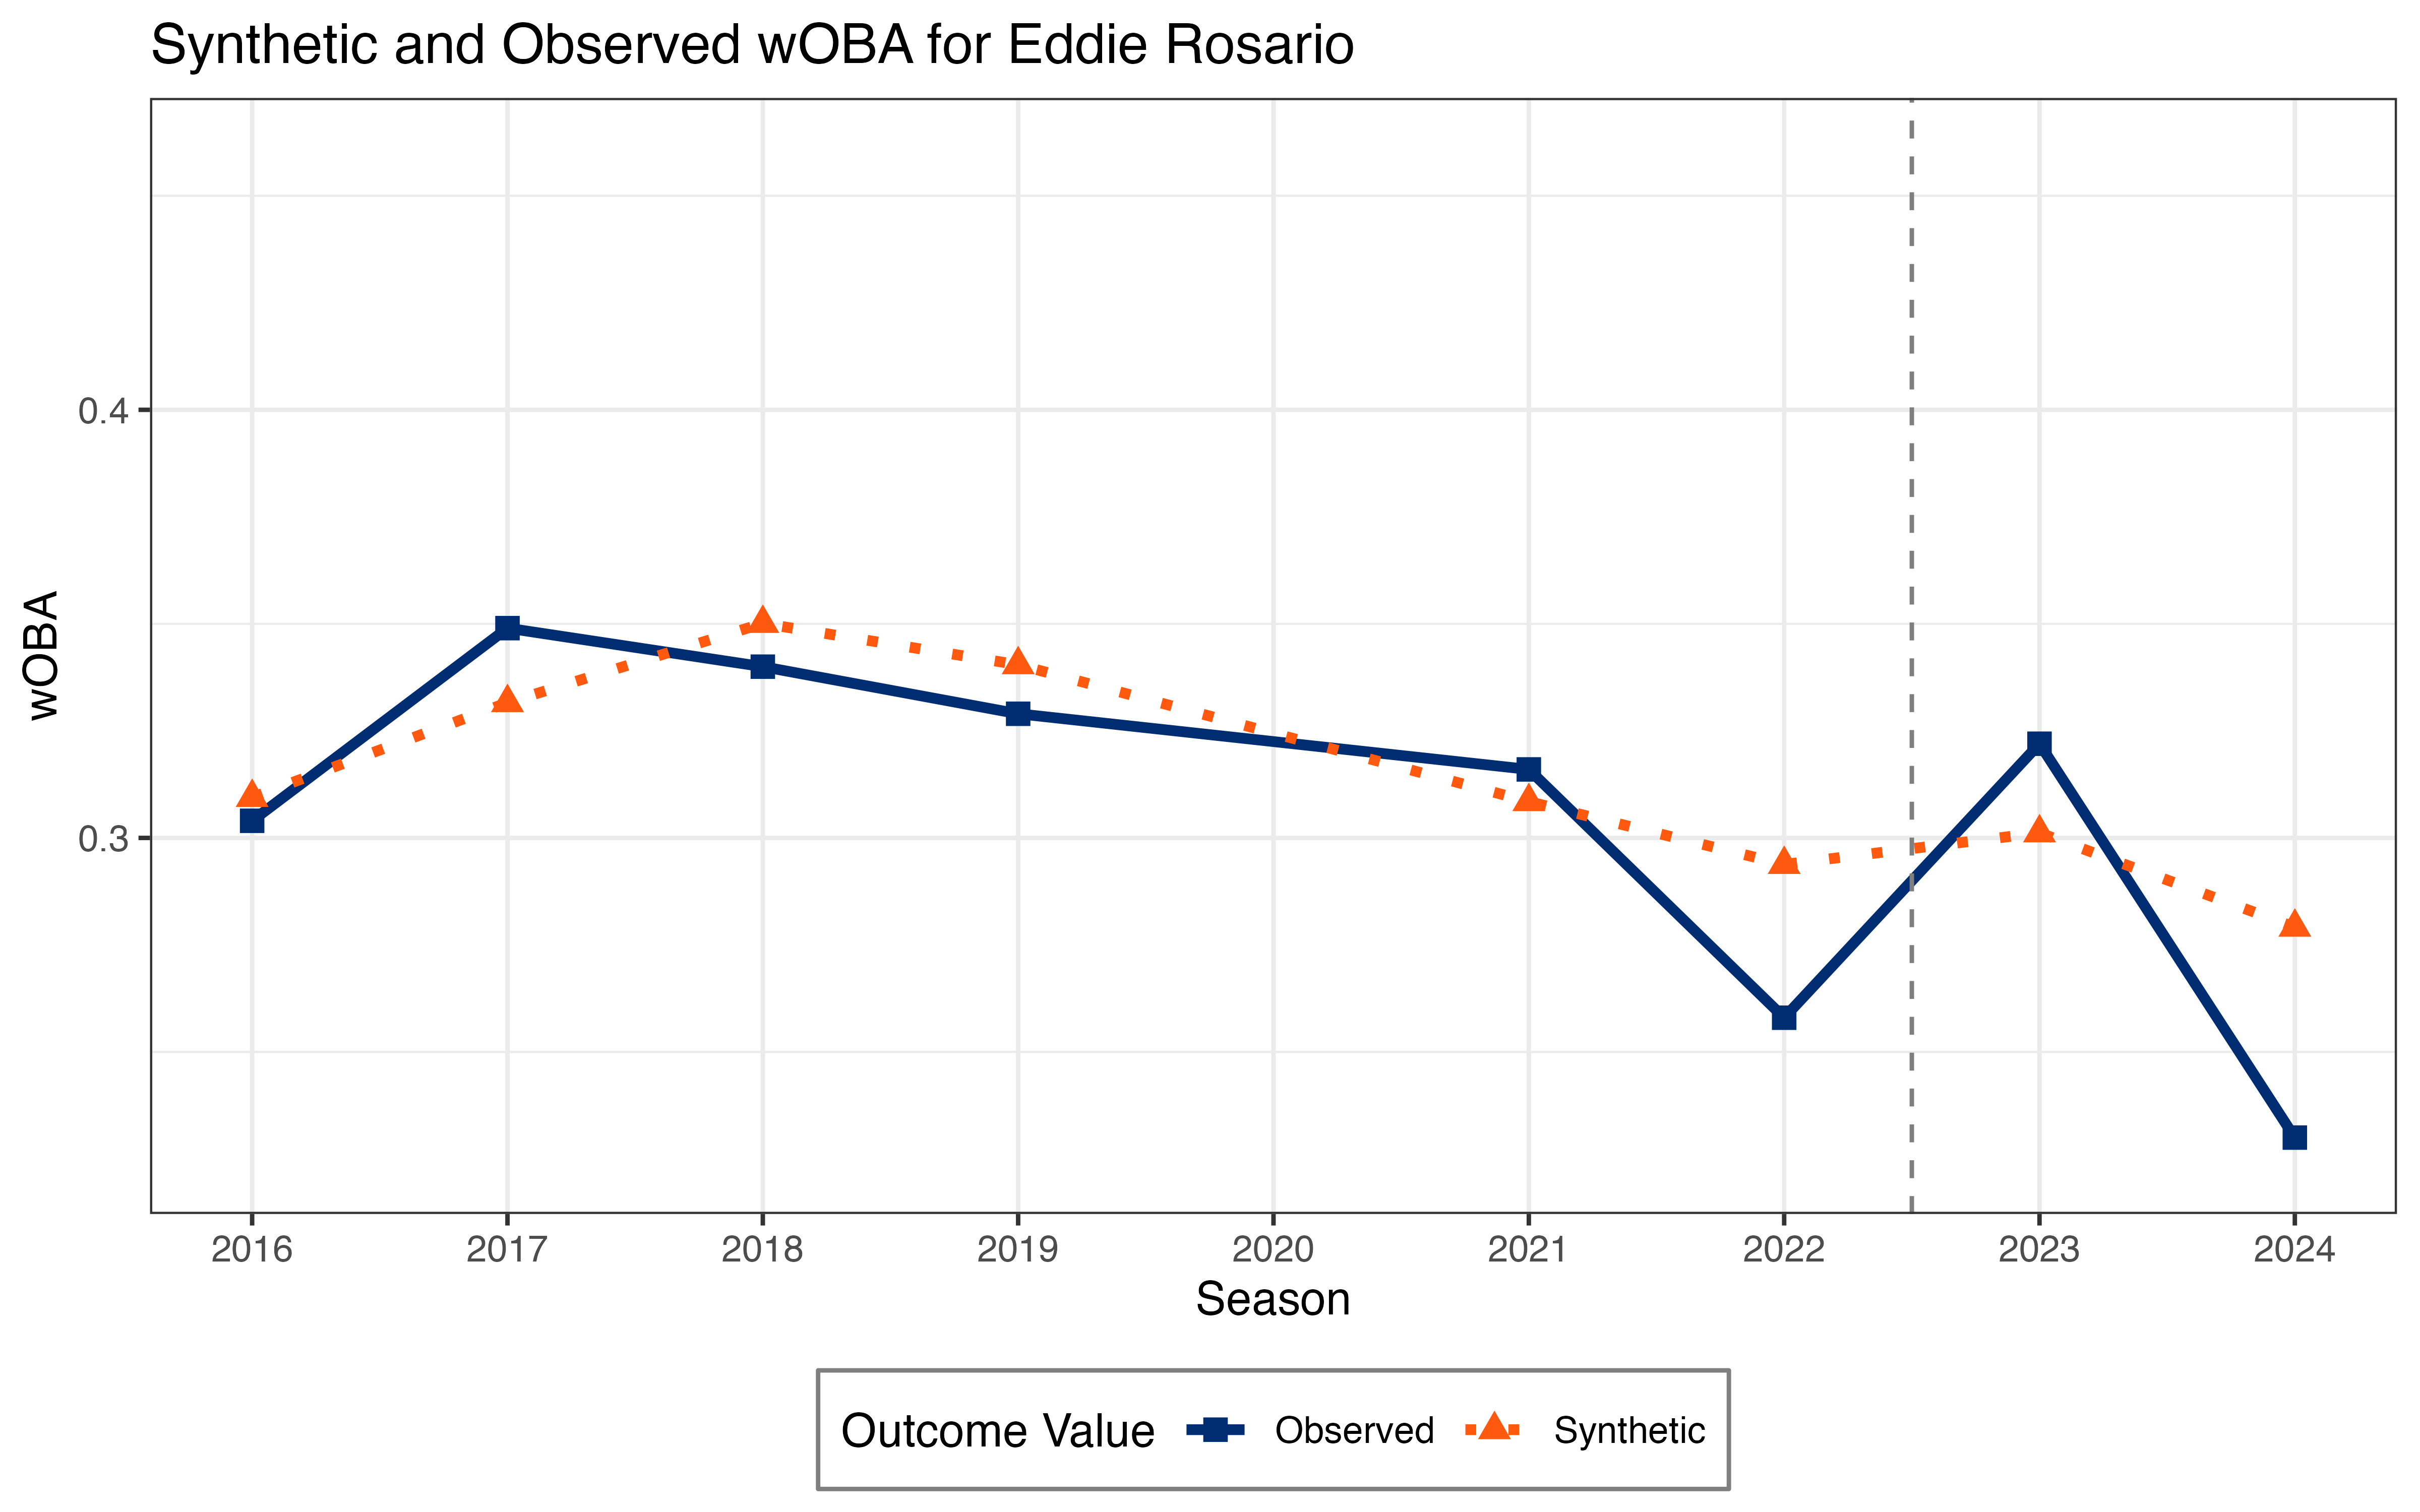 Synthetic and Observed wOBA for Eddie Rosario
wOBA
0.4
0.3
2016 2017 2018 2019 2020 2021 2022 2023 2024
Season
Outcome Value Observed Synthetic